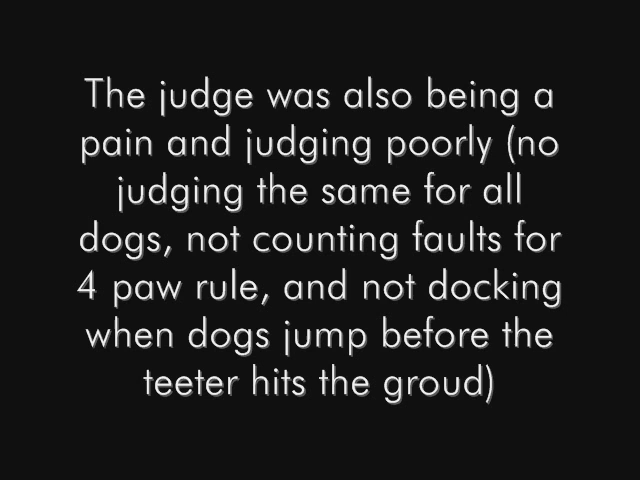 The judge was also being a
pain and judging poorly (no
judging the same for all
dogs, not counting faults for
4 paw rule, and not docking
when dogs jump before the
teeter hits the groud)